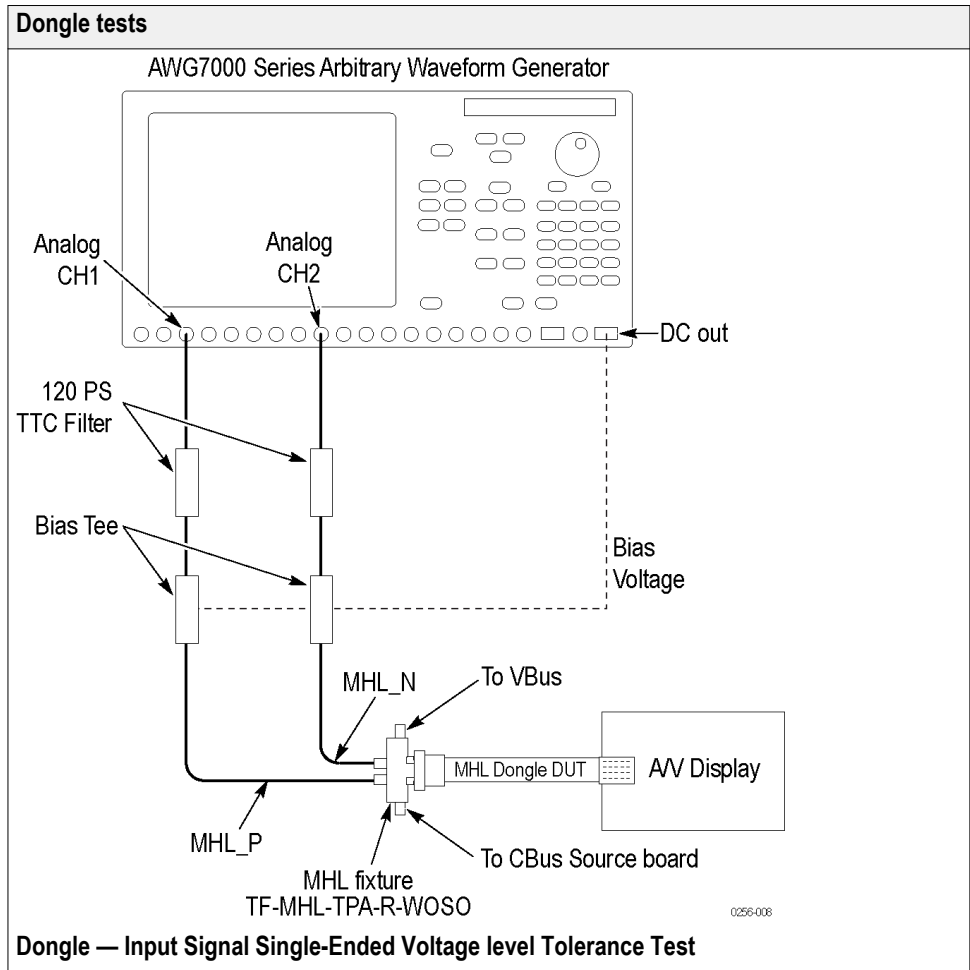 Dongle tests
AWG7000 Series Arbitrary Waveform Generator
Analog
CH1
Analog
CH2
DC out
120 PS
TTC Filter
Bias Tee
Bias
Voltage
MHL_N
To VBus
MHL Dongle DUT
A/V Display
MHL_P
To CBus Source board
MHL fixture
TF-MHL-TPA-R-WOSO
0256-008
Dongle — Input Signal Single-Ended Voltage level Tolerance Test